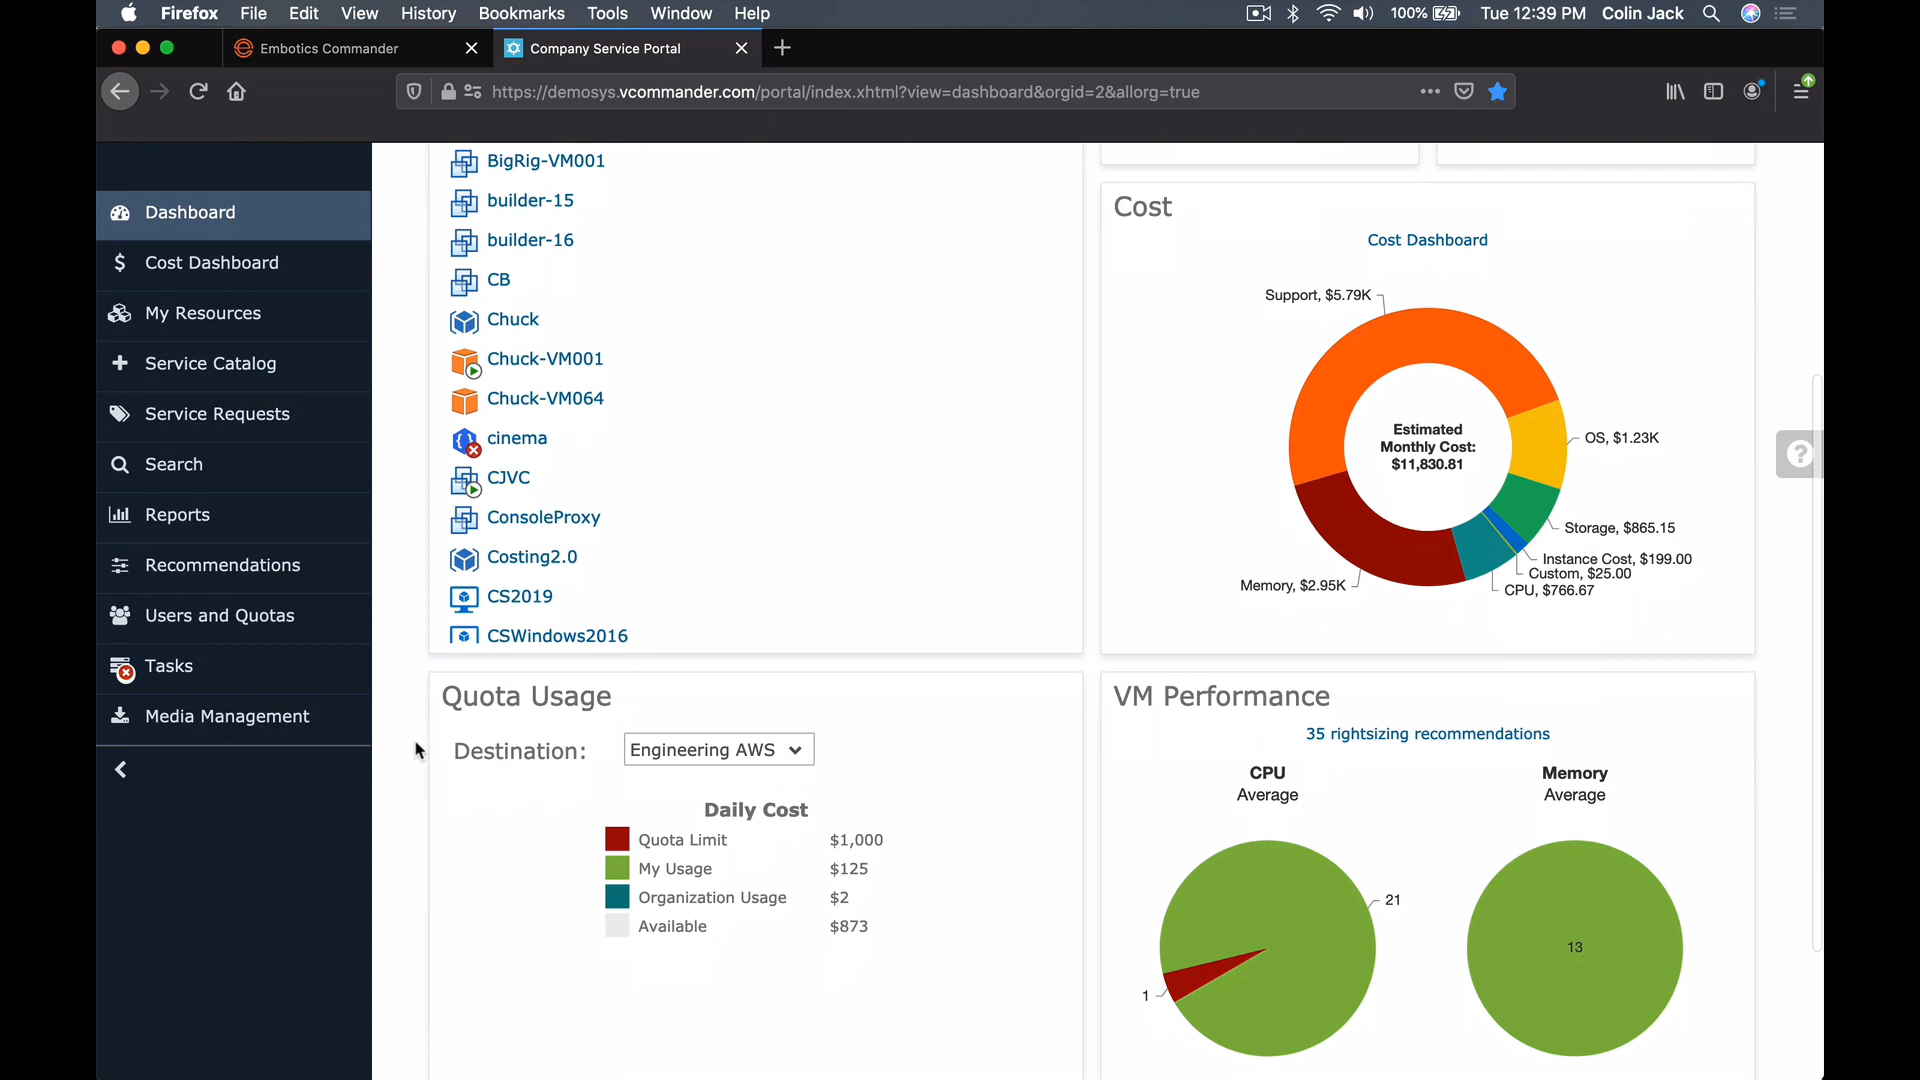 Firefox File Edit View History Bookmarks Tools Window Help 100% Tue 12:39 PM Colin Jack
Embotics Commander
Company Service Portal
https://demosys.vcommander.com/portal/index.xhtml?view=dashboard&orgid=2&allorg=true
Dashboard
Cost Dashboard
My Resources
Service Catalog
Service Requests
Search
Reports
Recommendations
Users and Quotas
Tasks
Media Management
BigRig-VM001
builder-15
builder-16
CB
Chuck
Chuck-VM001
Chuck-VM064
cinema
CJVC
ConsoleProxy
Costing2.0
CS2019
CSWindows2016
Cost
Cost Dashboard
Support, $5.79K
OS, $1.23K
Estimated
Monthly Cost:
$11,830.81
Storage, $865.15
Instance Cost, $199.00
Custom, $25.00
CPU, $766.67
Memory, $2.95K
Quota Usage
Destination: Engineering AWS
Daily Cost
Quota Limit $1,000
My Usage $125
Organization Usage $2
Available $873
VM Performance
35 rightsizing recommendations
CPU
Average
21
1
Memory
Average
13
?